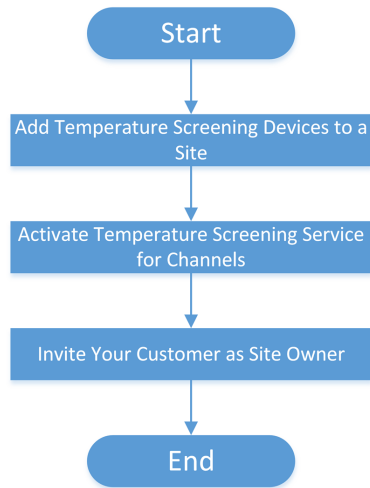 Start
Add Temperature Screening Devices to a
Site
Activate Temperature Screening Service
for Channels
Invite Your Customer as Site Owner
End